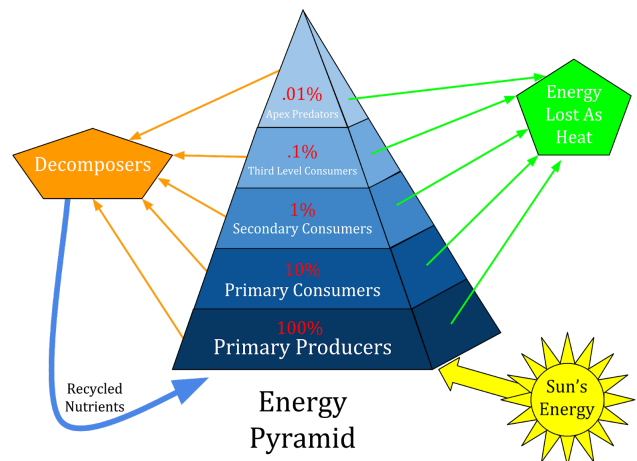 .01%
Apex Predators
.1%
Third Level Consumers
1%
Secondary Consumers
10%
Primary Consumers
100%
Primary Producers
Decomposers
Energy
Lost As
Heat
Recycled
Nutrients
Sun's
Energy
Energy
Pyramid